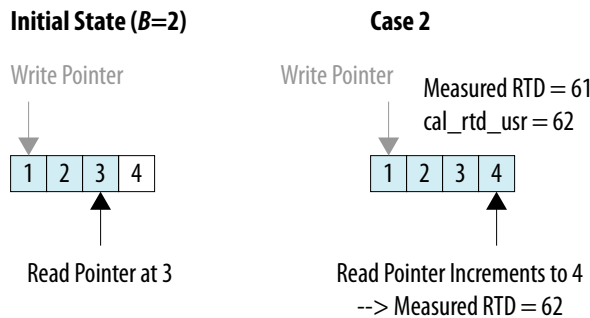 Initial State (B=2)
Write Pointer
1 2 3 4
Read Pointer at 3
Case 2
Write Pointer
Measured RTD = 61
cal_rtd_usr = 62
1 2 3 4
Read Pointer Increments to 4
--> Measured RTD = 62